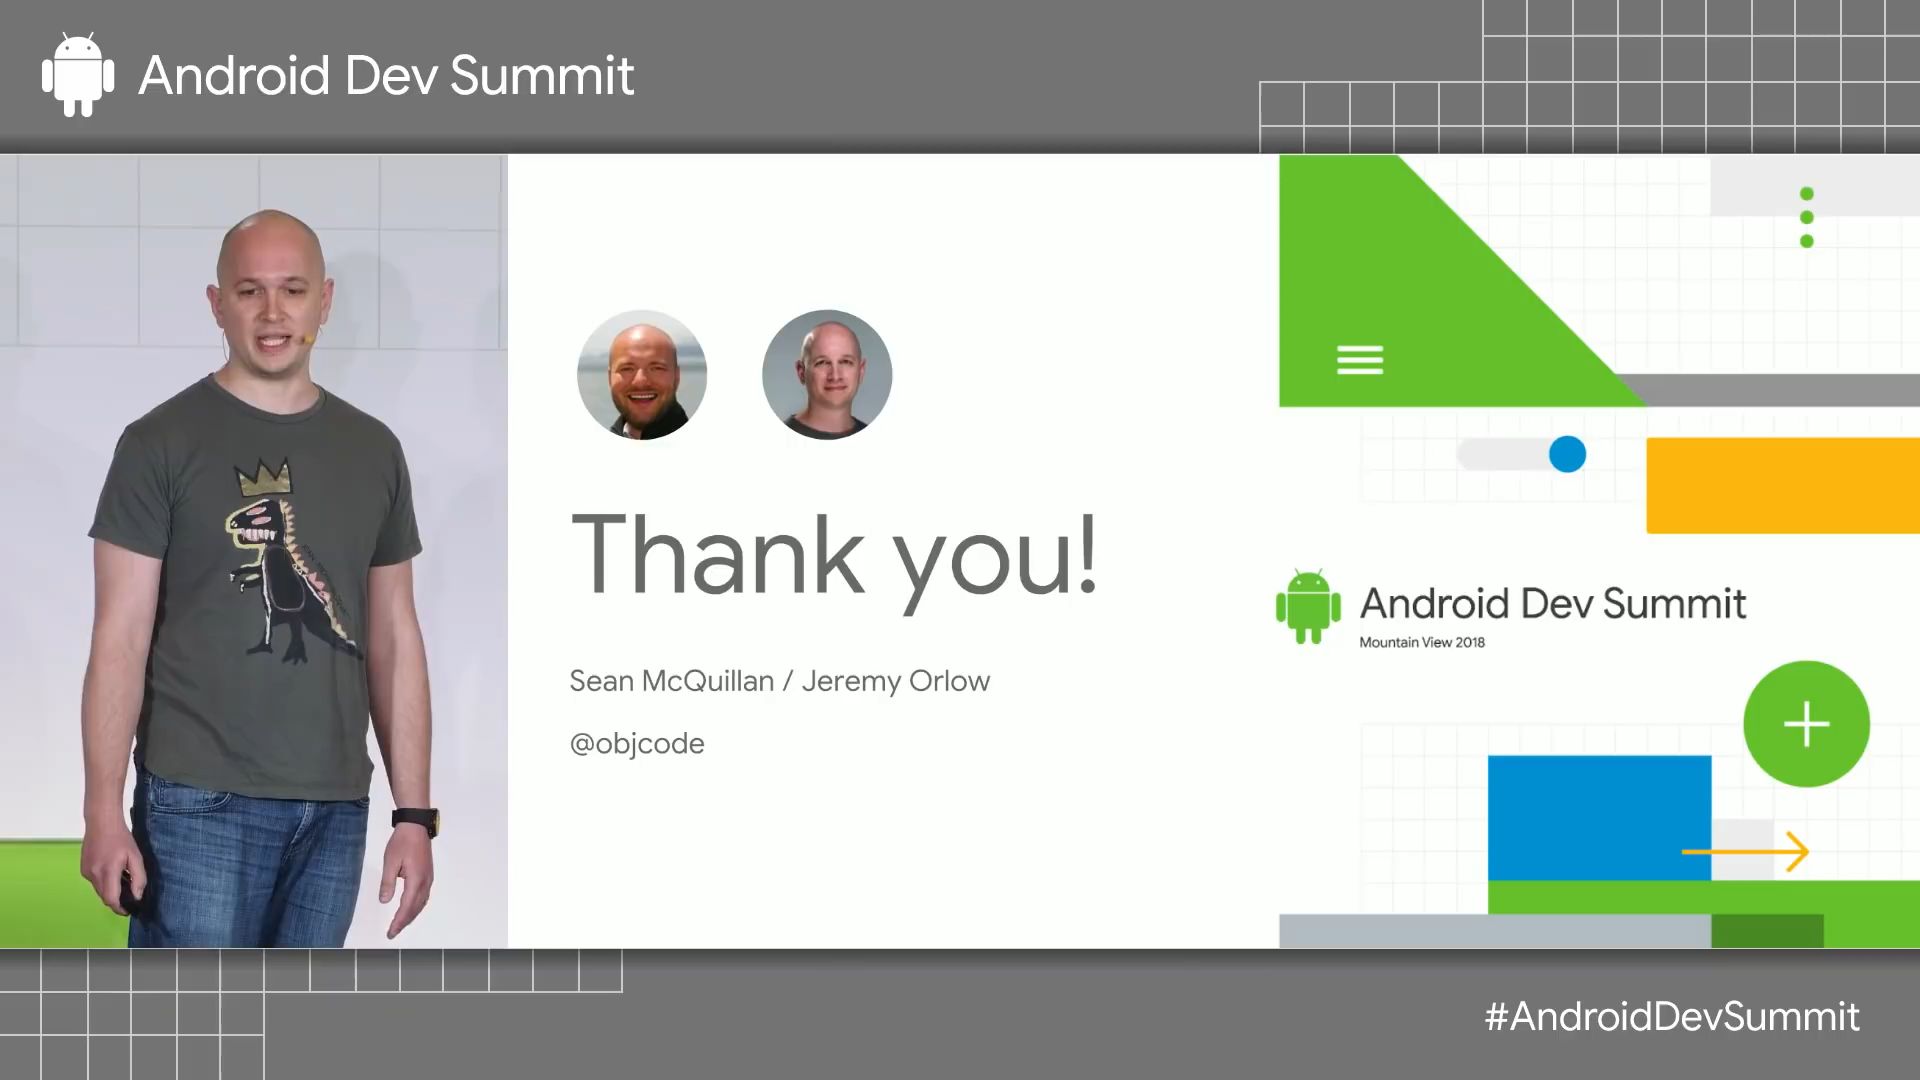 Android Dev Summit
Thank you!
Sean McQuillan / Jeremy Orlow
@objcode
Android Dev Summit
Mountain View 2018
#AndroidDevSummit